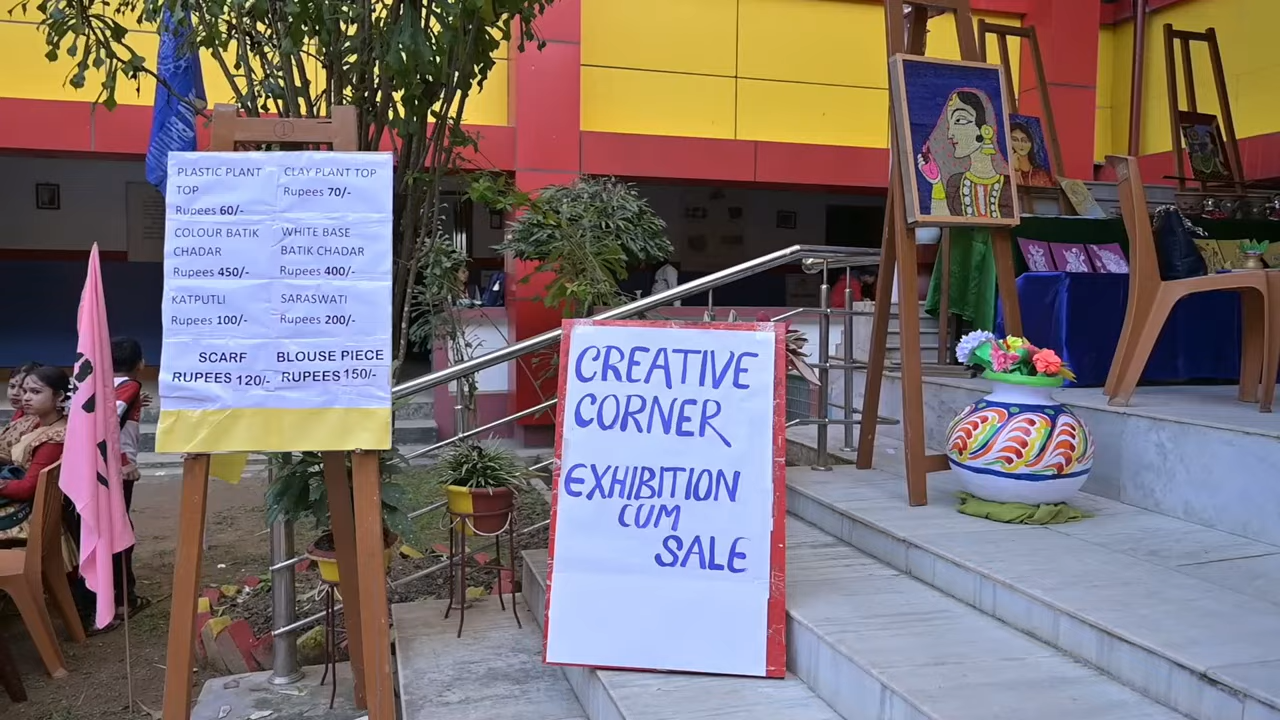 ①
PLASTIC PLANT
TOP
Rupees 60/-
CLAY PLANT TOP
Rupees 70/-
COLOUR BATIK
CHADAR
Rupees 450/-
WHITE BASE
BATIK CHADAR
Rupees 400/-
KATPUTLI
Rupees 100/-
SARASWATI
Rupees 200/-
SCARF
RUPEES 120/-
BLOUSE PIECE
RUPEES 150/-
CREATIVE
CORNER
EXHIBITION
CUM
SALE